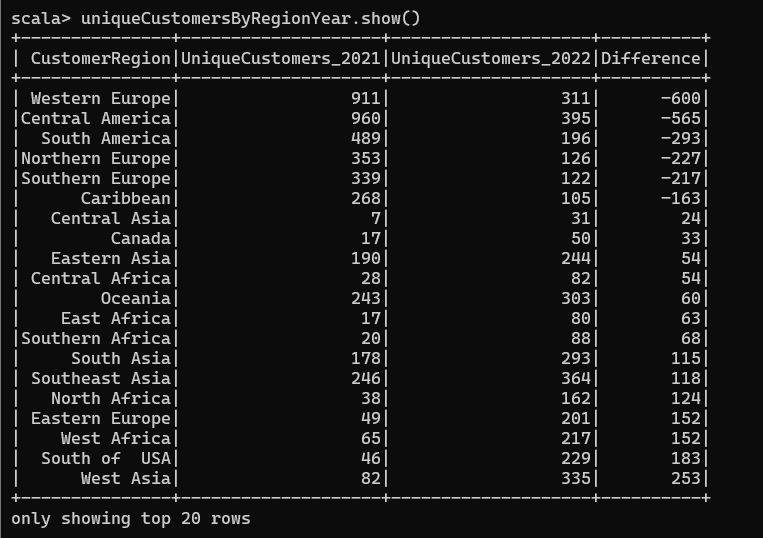 scala> uniqueCustomersByRegionYear.show()
+---------------+--------------------+--------------------+----------+
| CustomerRegion|UniqueCustomers_2021|UniqueCustomers_2022|Difference|
+---------------+--------------------+--------------------+----------+
| Western Europe|                 911|                 311|      -600|
|Central America|                 960|                 395|      -565|
|  South America|                 489|                 196|      -293|
|Northern Europe|                 353|                 126|      -227|
|Southern Europe|                 339|                 122|      -217|
|      Caribbean|                 268|                 105|      -163|
|   Central Asia|                   7|                  31|        24|
|         Canada|                  17|                  50|        33|
|   Eastern Asia|                 190|                 244|        54|
| Central Africa|                  28|                  82|        54|
|        Oceania|                 243|                 303|        60|
|    East Africa|                  17|                  80|        63|
|Southern Africa|                  20|                  88|        68|
|     South Asia|                 178|                 293|       115|
| Southeast Asia|                 246|                 364|       118|
|   North Africa|                  38|                 162|       124|
| Eastern Europe|                  49|                 201|       152|
|    West Africa|                  65|                 217|       152|
|  South of  USA|                  46|                 229|       183|
|      West Asia|                  82|                 335|       253|
+---------------+--------------------+--------------------+----------+
only showing top 20 rows